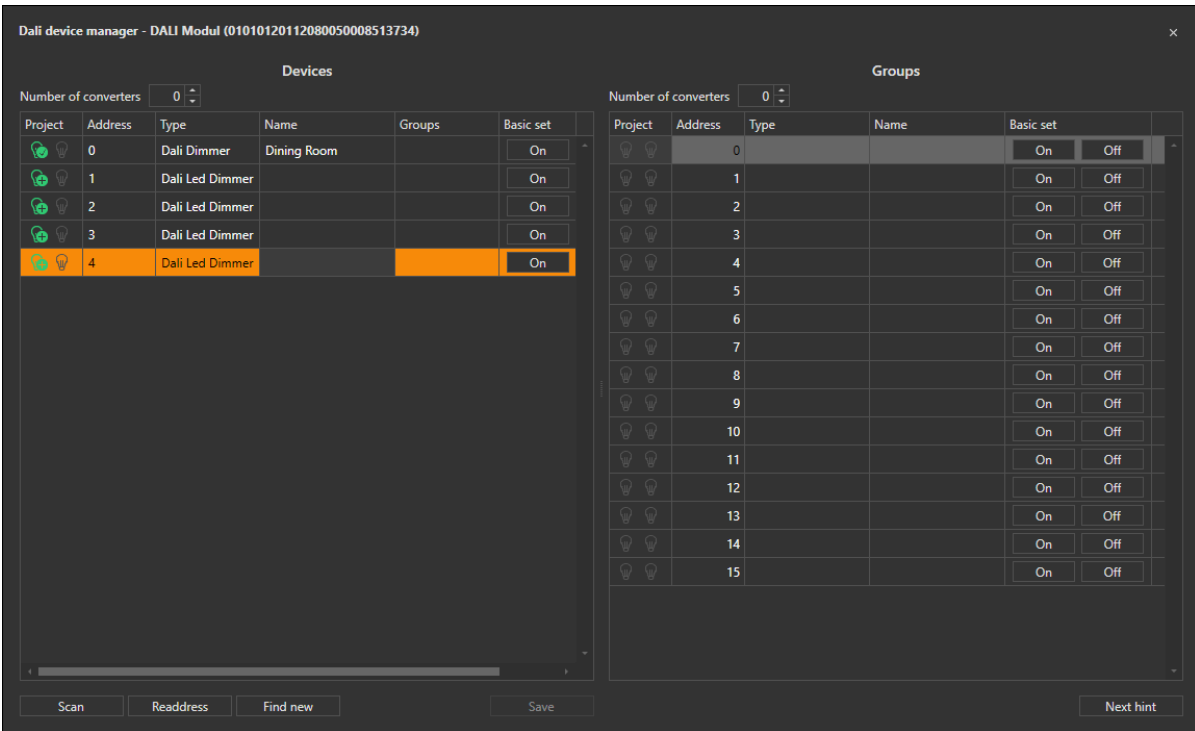 Dali device manager - DALI Modul (01010120112080050008513734)
Devices
Number of converters 0
Project Address Type Name Groups Basic set
0 Dali Dimmer Dining Room On
1 Dali Led Dimmer On
2 Dali Led Dimmer On
3 Dali Led Dimmer On
4 Dali Led Dimmer On
Scan Readdress Find new Save
Groups
Number of converters 0
Project Address Type Name Basic set
0 On Off
1 On Off
2 On Off
3 On Off
4 On Off
5 On Off
6 On Off
7 On Off
8 On Off
9 On Off
10 On Off
11 On Off
12 On Off
13 On Off
14 On Off
15 On Off
Next hint